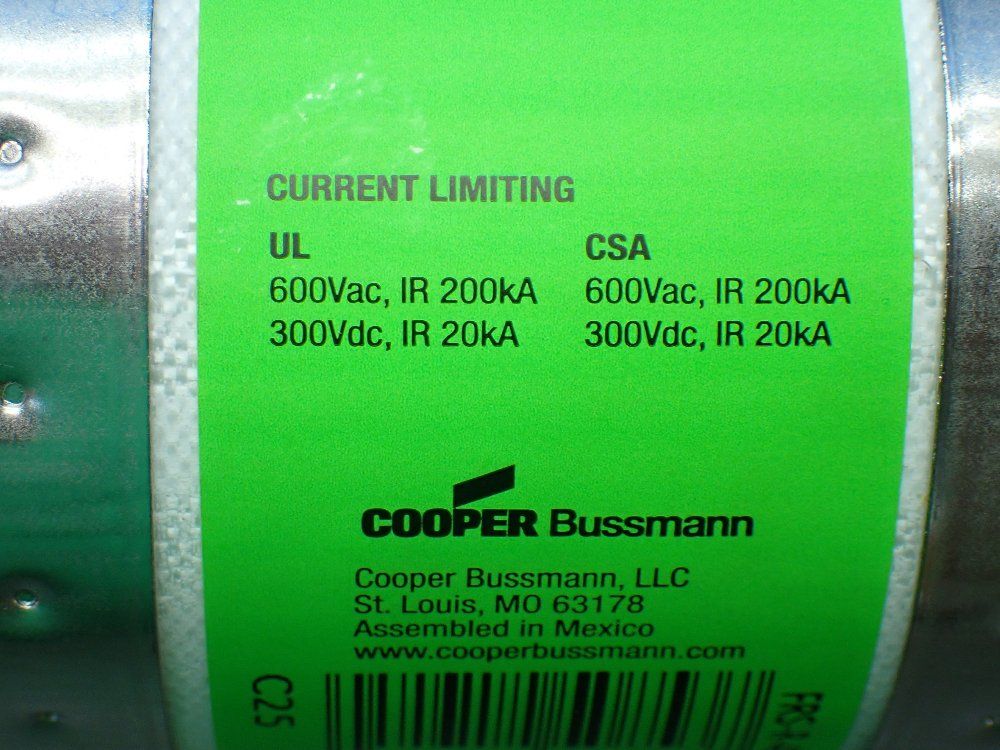 CURRENT LIMITING
UL CSA
600Vac, IR 200kA 600Vac, IR 200kA
300Vdc, IR 20kA 300Vdc, IR 20kA
COOPER Bussmann
Cooper Bussmann, LLC
St. Louis, MO 63178
Assembled in Mexico
www.cooperbussmann.com
C25